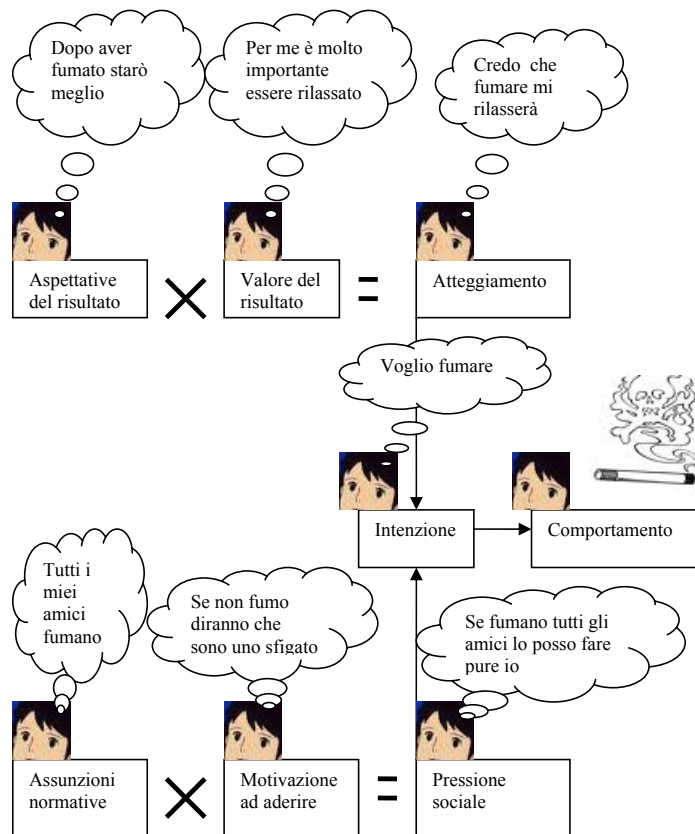 Dopo aver
fumato starò
meglio
Per me è molto
importante
essere rilassato
Credo che
fumare mi
rilasserà
Aspettative
del risultato
Valore del
risultato
=
Atteggiamento
Voglio fumare
Intenzione
Comportamento
Tutti i
miei
amici
fumano
Se non fumo
diranno che
sono uno sfigato
Se fumano tutti gli
amici lo posso fare
pure io
Assunzioni
normative
Motivazione
ad aderire
=
Pressione
sociale